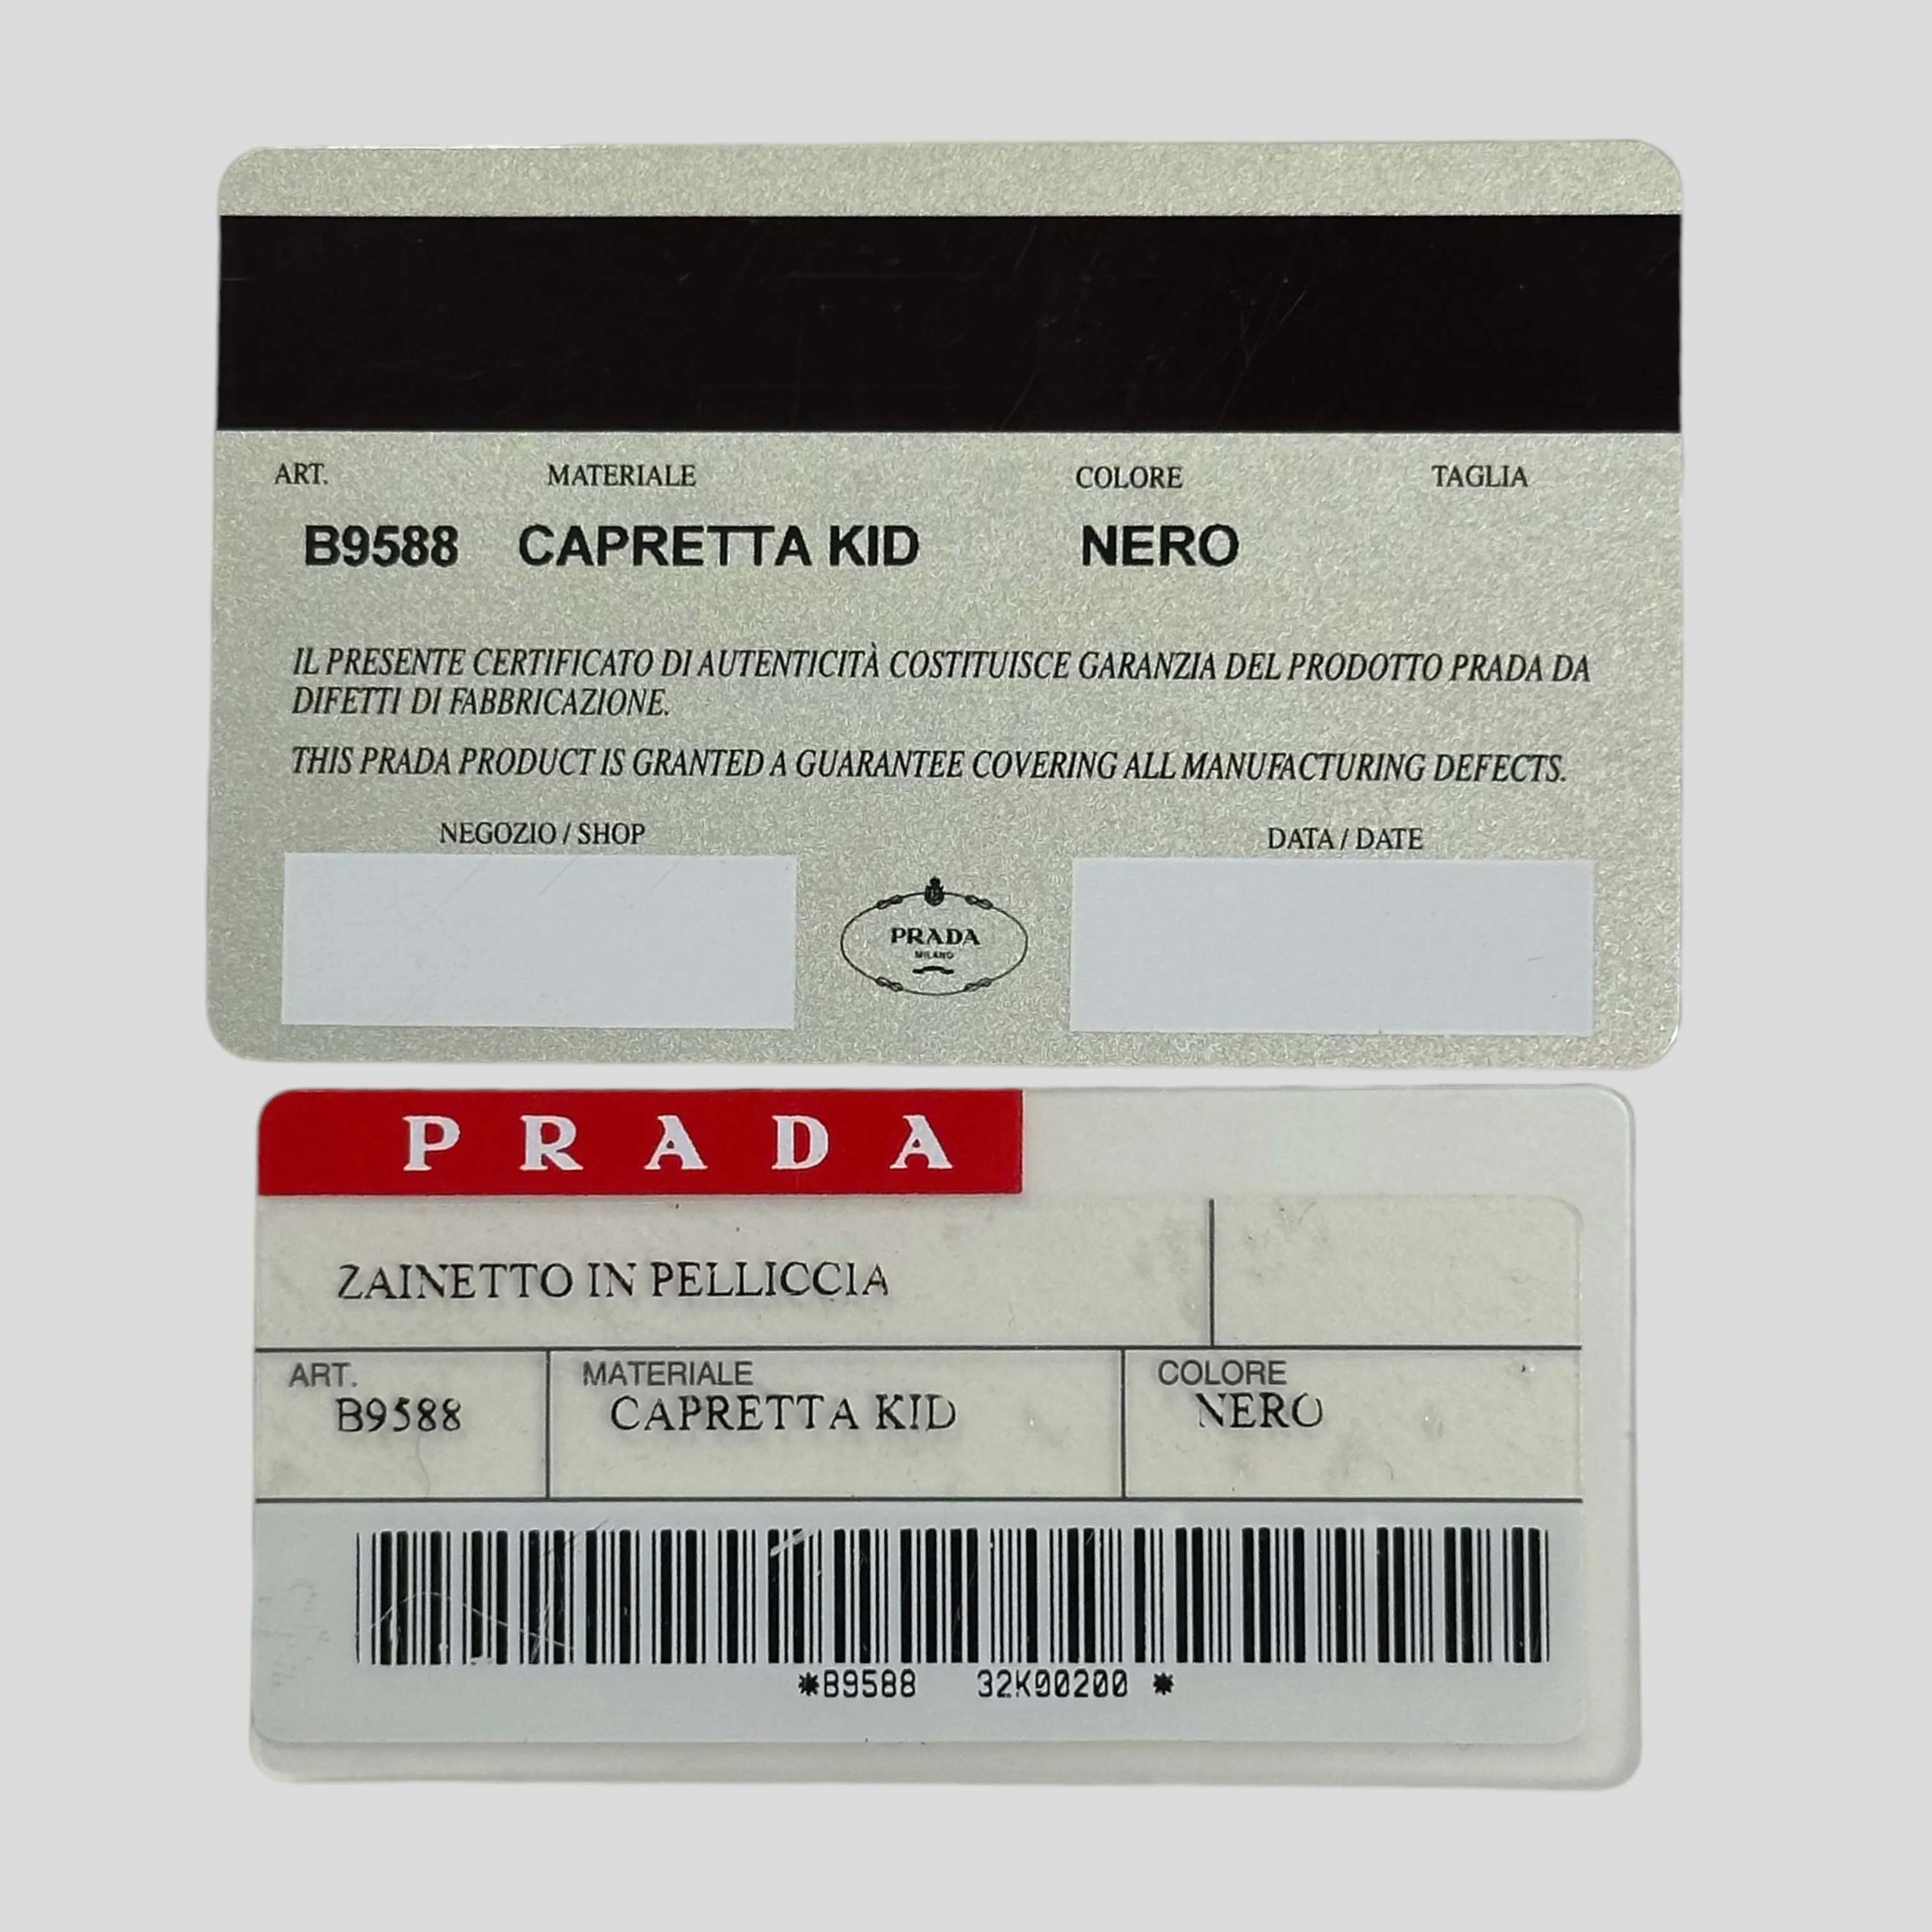 ART. MATERIALE COLORE TAGLIA
B9588 CAPRETTA KID NERO
IL PRESENTE CERTIFICATO DI AUTENTICITÀ COSTITUISCE GARANZIA DEL PRODOTTO PRADA DA
DIFETTI DI FABBRICAZIONE.
THIS PRADA PRODUCT IS GRANTED A GUARANTEE COVERING ALL MANUFACTURING DEFECTS.
NEGOZIO / SHOP DATA / DATE
PRADA
MILANO
PRADA
ZAINETTO IN PELLICCIA
ART. MATERIALE COLORE
B9588 CAPRETTA KID NERO
*B9588 32K00200 *